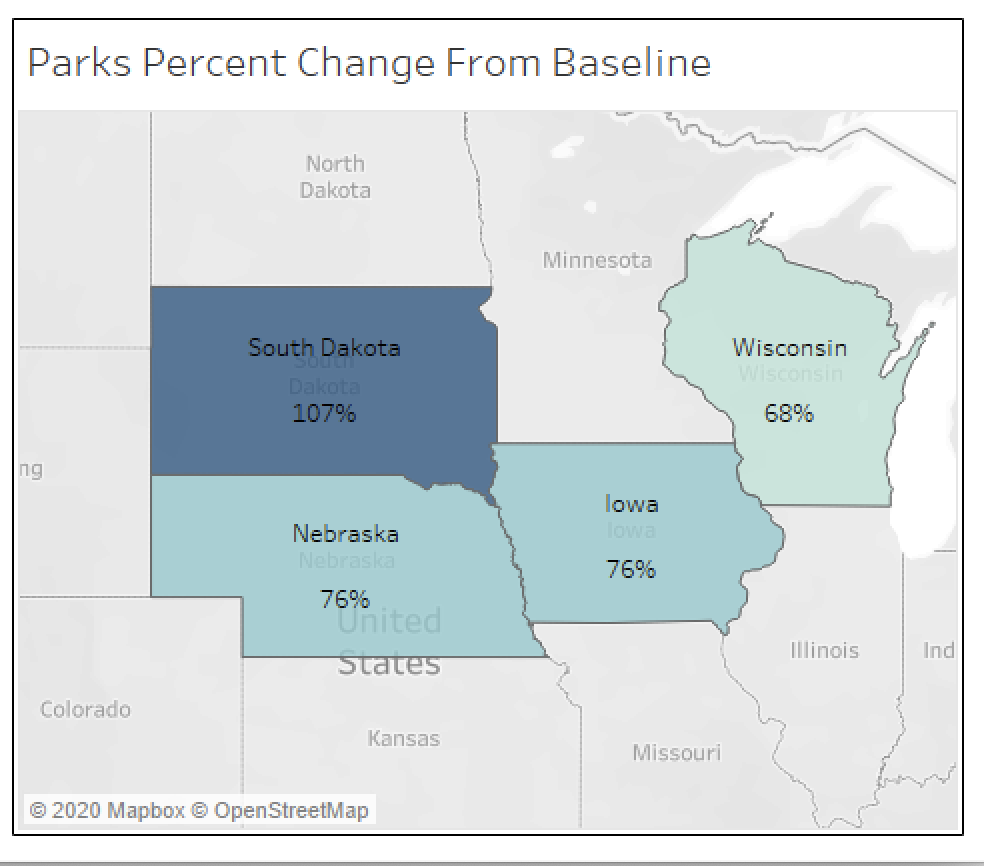 Parks Percent Change From Baseline
North
Dakota
Minnesota
South Dakota
South
Dakota
107%
Wisconsin
Wisconsin
68%
ng
Iowa
Iowa
76%
Nebraska
Nebraska
76%
United
States
Illinois
Ind
Colorado
Kansas
Missouri
© 2020 Mapbox © OpenStreetMap